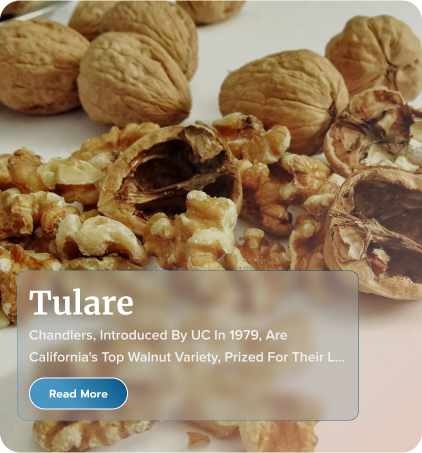 Tulare
Chandlers, Introduced By UC In 1979, Are
California's Top Walnut Variety, Prized For Their L...
Read More